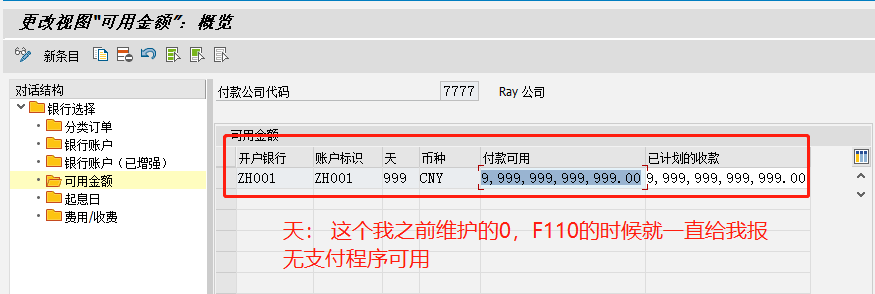 更改视图"可用金额": 概览
新条目
对话结构
银行选择
分类订单
银行账户
银行账户（已增强）
可用金额
起息日
费用/收费
付款公司代码 7777 Ray 公司
可用金额
开户银行 账户标识 天 币种 付款可用 已计划的收款
ZH001 ZH001 999 CNY 9,999,999,999,999.00 9,999,999,999,999.00
天： 这个我之前维护的0，F110的时候就一直给我报
无支付程序可用